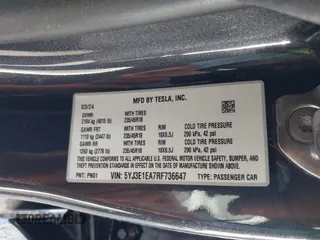 MFD BY TESLA, INC.
03/24
GVWR
2184 kg (4815 lb)
WITH TIRES
235/45R18
RIM
18X8.5J
COLD TIRE PRESSURE
290 kPa, 42 psi
GAWR FRT
1110 kg (2447 lb)
WITH TIRES
235/45R18
RIM
18X8.5J
COLD TIRE PRESSURE
290 kPa, 42 psi
GAWR RR
1260 kg (2778 lb)
THIS VEHICLE CONFORMS TO ALL APPLICABLE U.S. FEDERAL MOTOR VEHICLE SAFETY, BUMPER, AND
THEFT PREVENTION STANDARDS IN EFFECT ON THE DATE OF MANUFACTURE SHOWN ABOVE.
PNT: PN01
VIN: 5YJ3E1EA7RF736647
TYPE: PASSENGER CAR